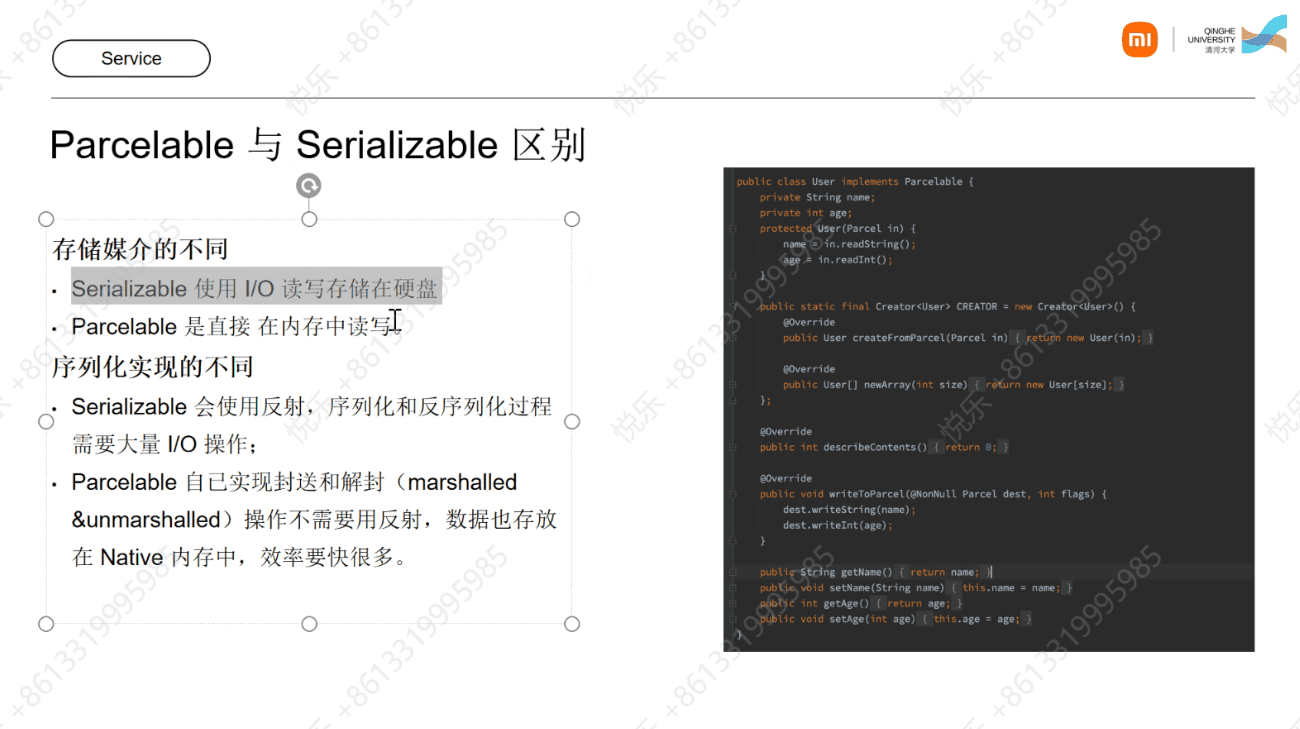 Service
mi
QINGHE
UNIVERSITY
清河大学
Parcelable 与 Serializable 区别
存储媒介的不同
• Serializable 使用 I/O 读写存储在硬盘
• Parcelable 是直接 在内存中读写。
序列化实现的不同
• Serializable 会使用反射，序列化和反序列化过程
需要大量 I/O 操作；
• Parcelable 自已实现封送和解封（marshalled
&unmarshalled）操作不需要用反射，数据也存放
在 Native 内存中，效率要快很多。
public class User implements Parcelable {
private String name;
private int age;
protected User(Parcel in) {
name = in.readString();
age = in.readInt();
}
public static final Creator<User> CREATOR = new Creator<User>() {
@Override
public User createFromParcel(Parcel in) { return new User(in); }
@Override
public User[] newArray(int size) { return new User[size]; }
};
@Override
public int describeContents() { return 0; }
@Override
public void writeToParcel(@NonNull Parcel dest, int flags) {
dest.writeString(name);
dest.writeInt(age);
}
public String getName() { return name; }
public void setName(String name) { this.name = name; }
public int getAge() { return age; }
public void setAge(int age) { this.age = age; }
}
悦乐 +8613319995985